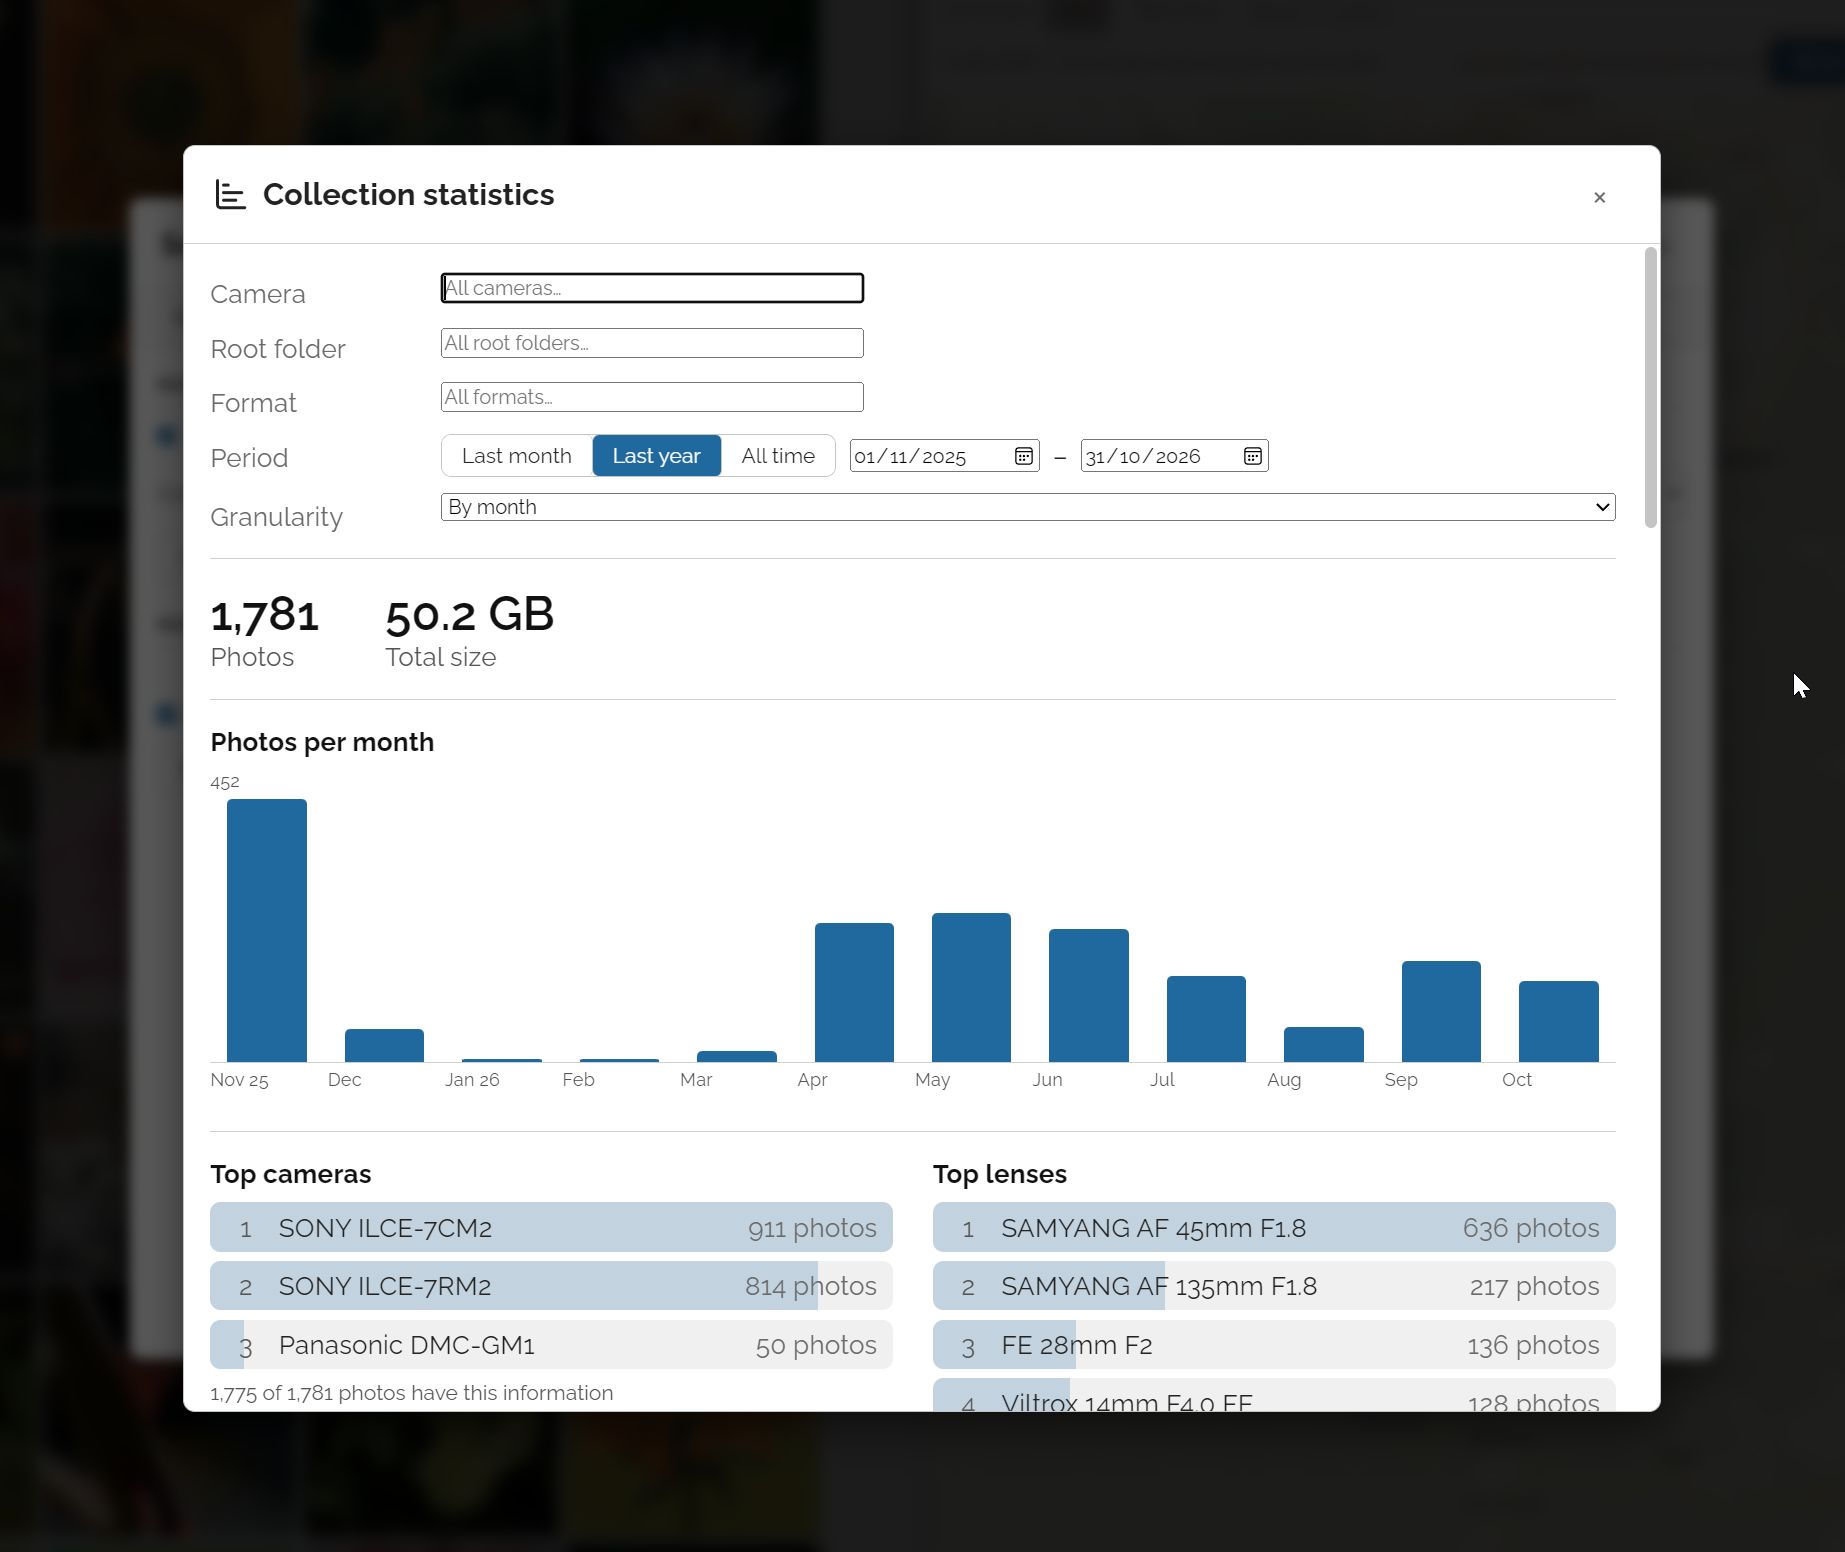 Collection statistics
×
Camera
All cameras...
Root folder
All root folders...
Format
All formats...
Period
Last month Last year All time 01/11/2025 – 31/10/2026
Granularity
By month
1,781 50.2 GB
Photos Total size
Photos per month
452
Nov 25 Dec Jan 26 Feb Mar Apr May Jun Jul Aug Sep Oct
Top cameras
1 SONY ILCE-7CM2 911 photos
2 SONY ILCE-7RM2 814 photos
3 Panasonic DMC-GM1 50 photos
1,775 of 1,781 photos have this information
Top lenses
1 SAMYANG AF 45mm F1.8 636 photos
2 SAMYANG AF 135mm F1.8 217 photos
3 FE 28mm F2 136 photos
4 Viltrox 14mm F4.0 FE 128 photos